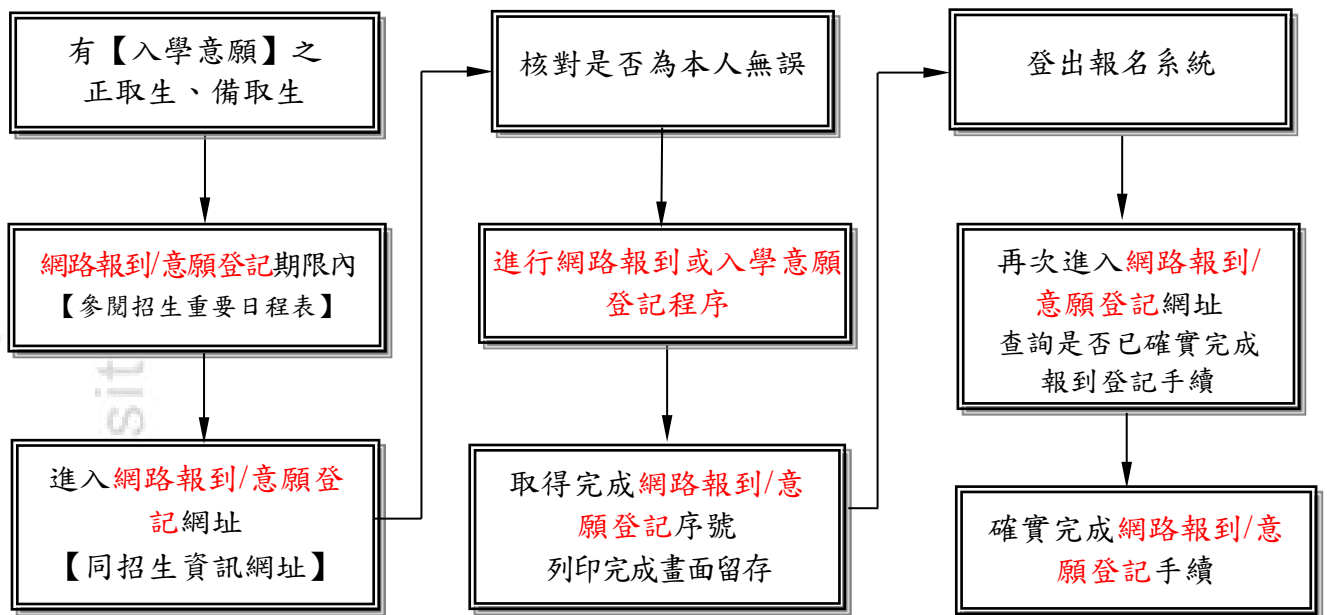 有【入學意願】之
正取生、備取生
網路報到/意願登記期限內
【參閱招生重要日程表】
進入網路報到/意願登
記網址
【同招生資訊網址】
核對是否為本人無誤
進行網路報到或入學意願
登記程序
取得完成網路報到/意
願登記序號
列印完成畫面留存
登出報名系統
再次進入網路報到/
意願登記網址
查詢是否已確實完成
報到登記手續
確實完成網路報到/意
願登記手續
sit